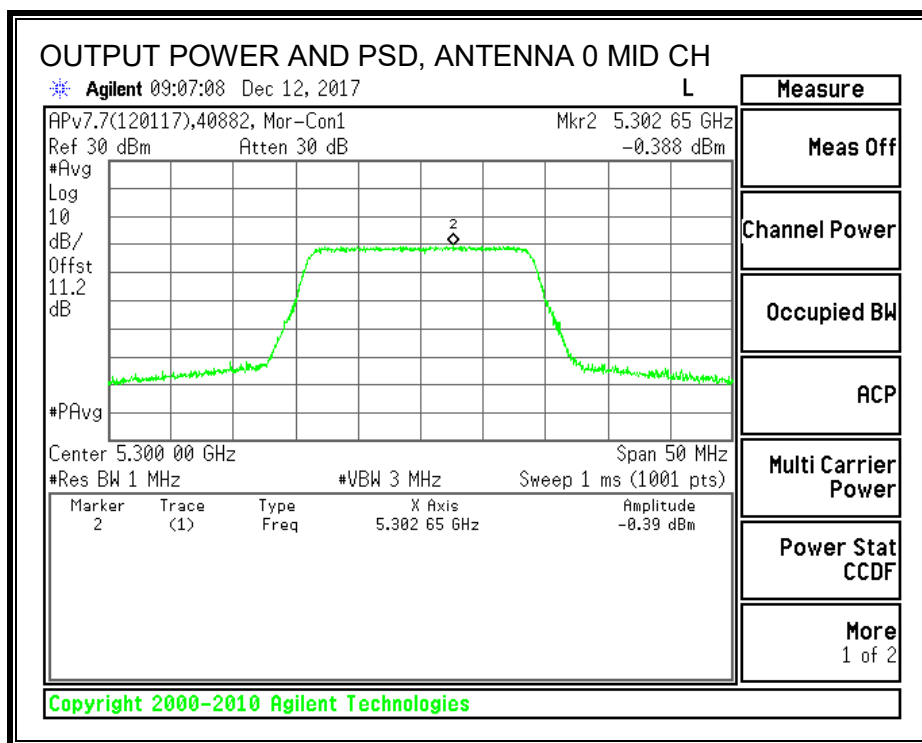 OUTPUT POWER AND PSD, ANTENNA 0 MID CH
Agilent 09:07:08 Dec 12, 2017 L
APv7.7(120117),40882, Mor-Con1 Mkr2 5.302 65 GHz
Ref 30 dBm Atten 30 dB -0.388 dBm
#Avg
Log
10
dB/
Offst
11.2
dB
2
#PAvg
Center 5.300 00 GHz Span 50 MHz
#Res BW 1 MHz #VBW 3 MHz Sweep 1 ms (1001 pts)
Marker Trace Type X Axis Amplitude
2 (1) Freq 5.302 65 GHz -0.39 dBm
Measure
Meas Off
Channel Power
Occupied BW
ACP
Multi Carrier
Power
Power Stat
CCDF
More
1 of 2
Copyright 2000-2010 Agilent Technologies